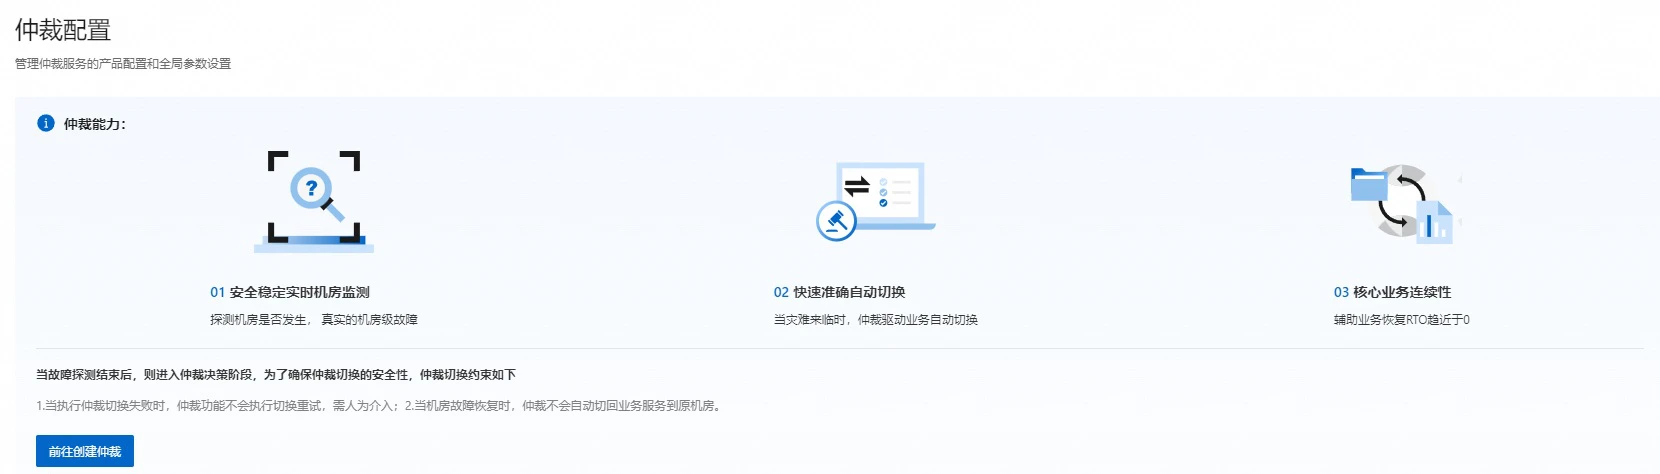 仲裁配置
管理仲裁服务的产品配置和全局参数设置
仲裁能力：
01 安全稳定实时机房监测
探测机房是否发生， 真实的机房级故障
02 快速准确自动切换
当灾难来临时，仲裁驱动业务自动切换
03 核心业务连续性
辅助业务恢复RTO趋近于0
当故障探测结束后，则进入仲裁决策阶段，为了确保仲裁切换的安全性，仲裁切换约束如下
1.当执行仲裁切换失败时，仲裁功能不会执行切换重试，需人为介入；2.当机房故障恢复时，仲裁不会自动切回业务服务到原机房。
前往创建仲裁